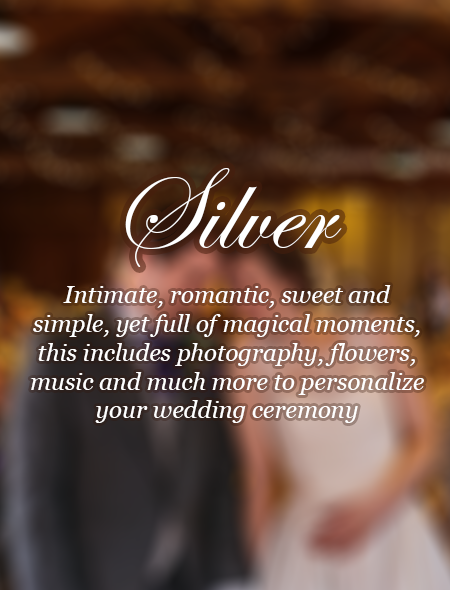 Silver
Intimate, romantic, sweet and
simple, yet full of magical moments,
this includes photography, flowers,
music and much more to personalize
your wedding ceremony